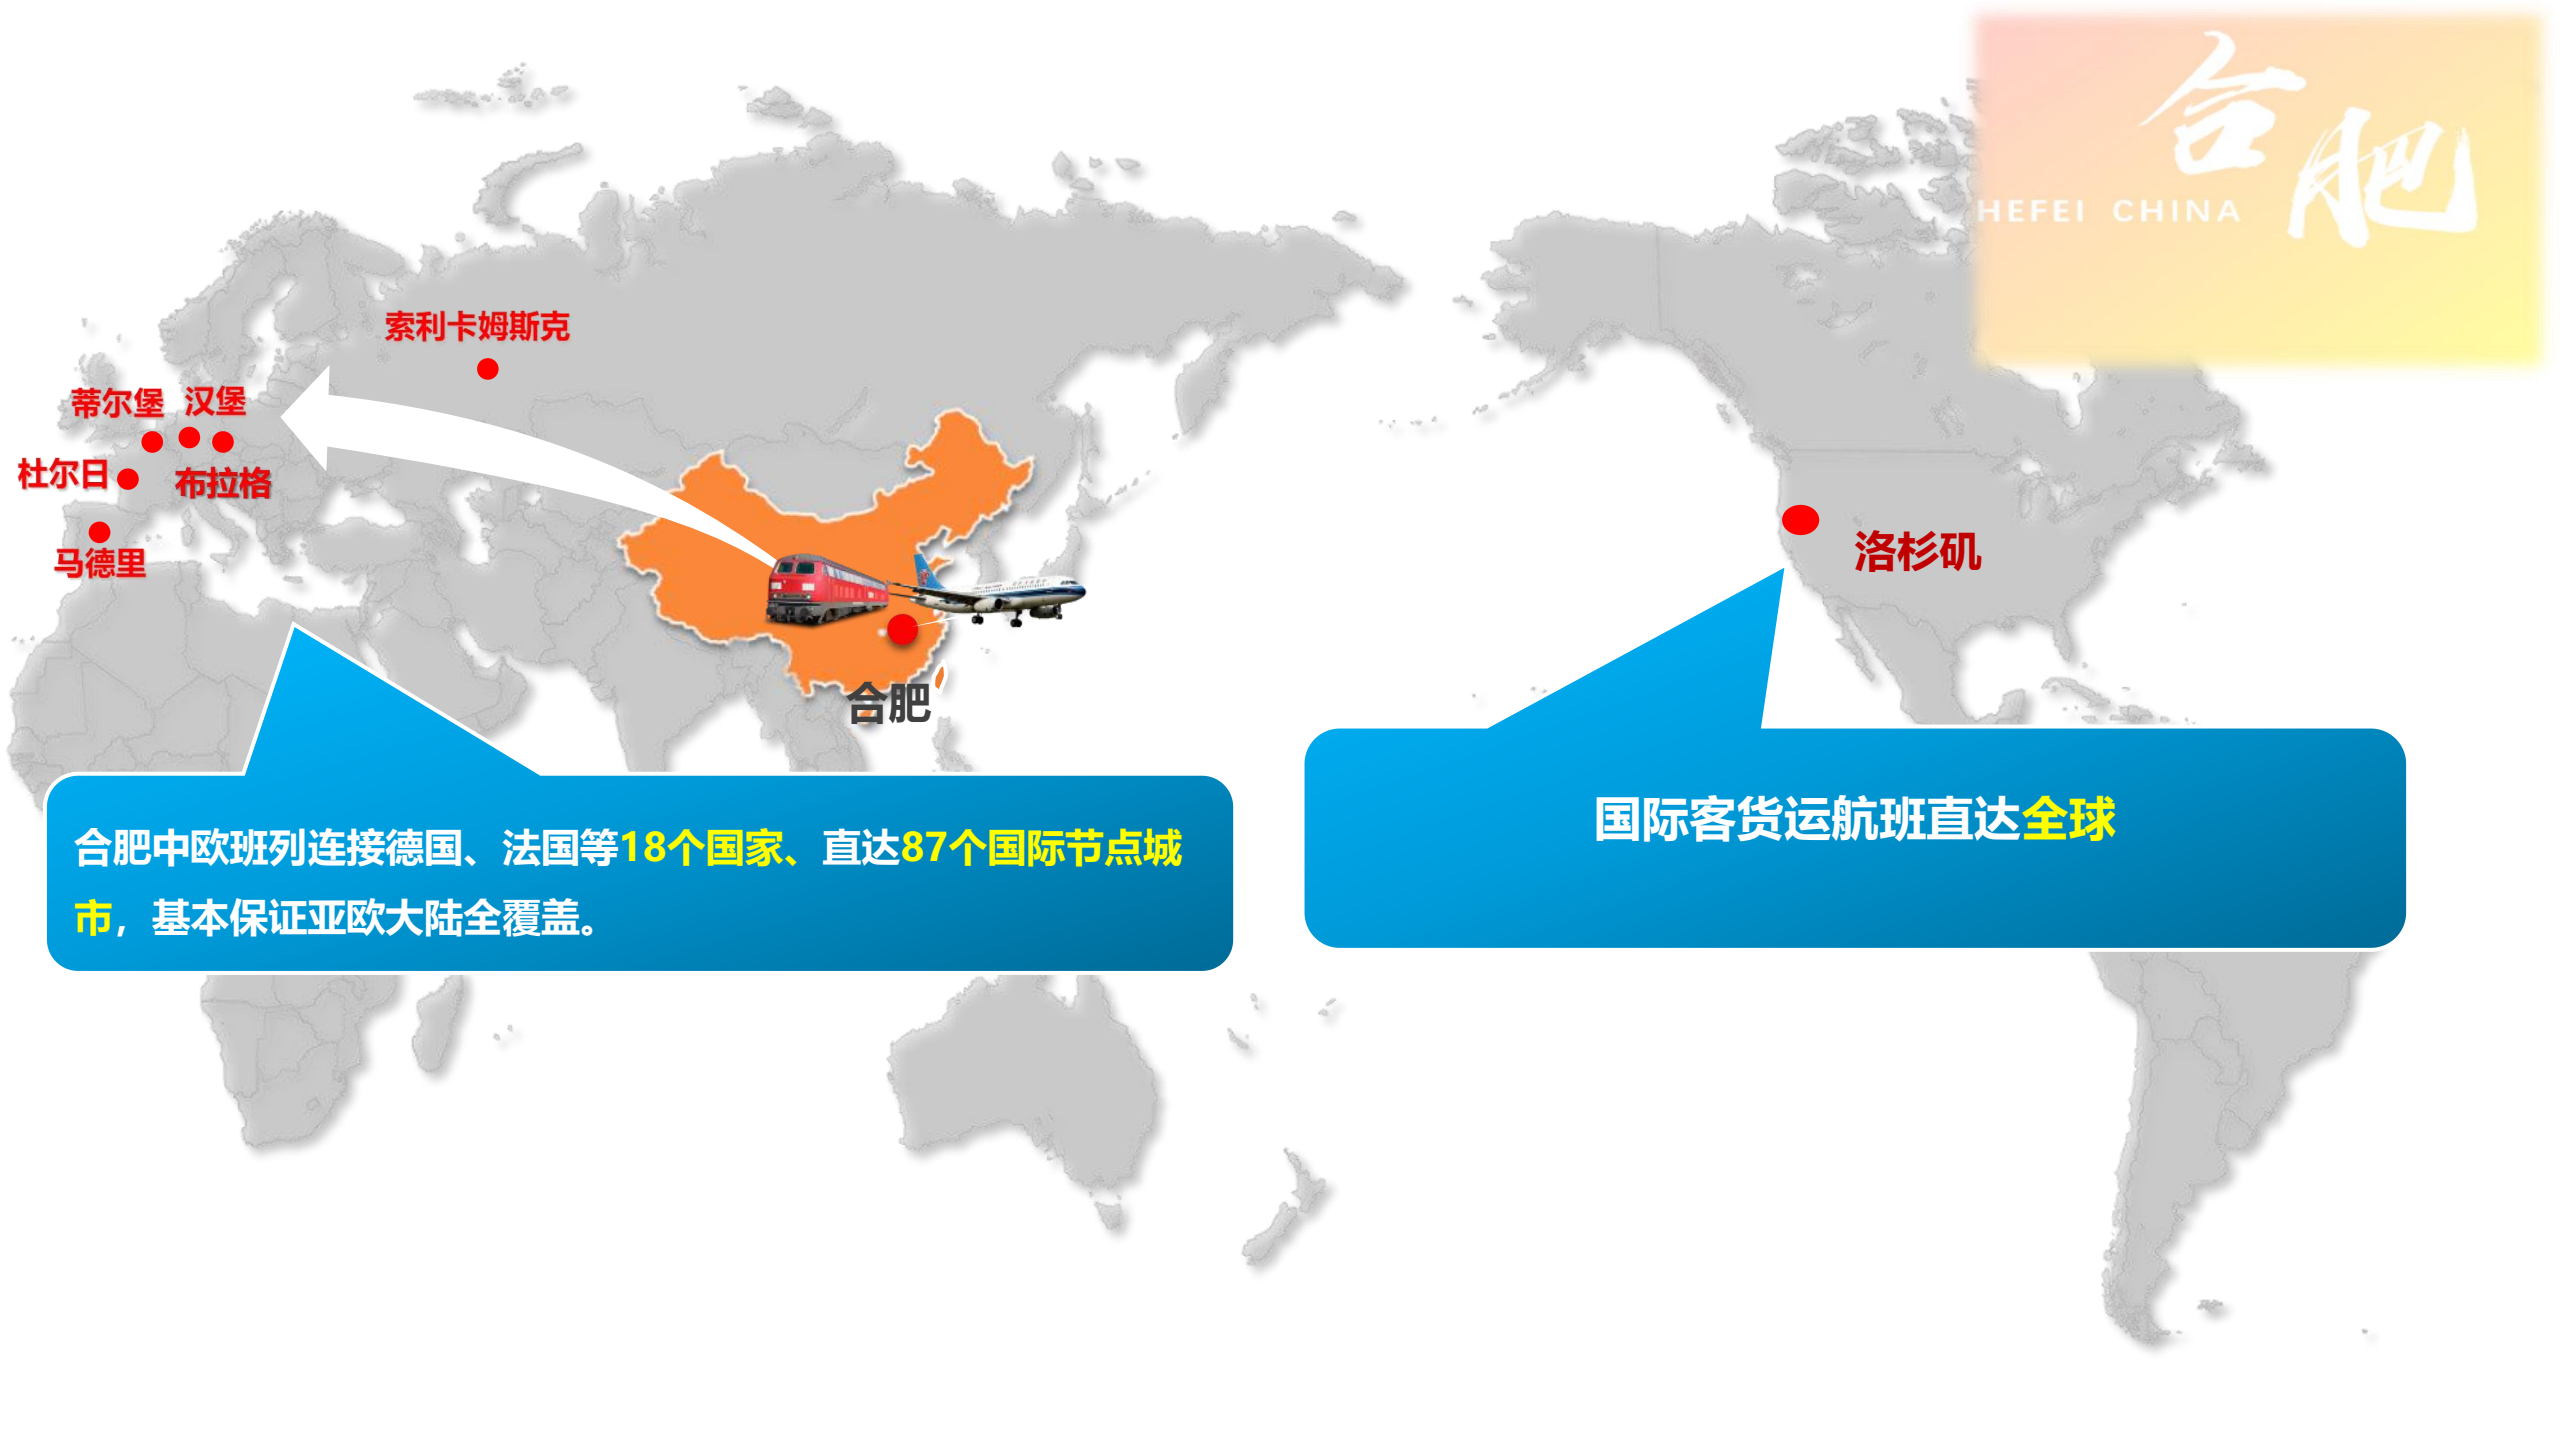 合肥
HEFEI CHINA
索利卡姆斯克
蒂尔堡
汉堡
杜尔日
布拉格
马德里
合肥
洛杉矶
合肥中欧班列连接德国、法国等18个国家、直达87个国际节点城
市，基本保证亚欧大陆全覆盖。
国际客货运航班直达全球